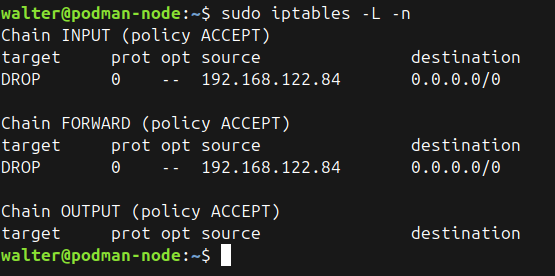 walter@podman-node:~$ sudo iptables -L -n
Chain INPUT (policy ACCEPT)
target     prot opt source               destination
DROP       0    --  192.168.122.84       0.0.0.0/0

Chain FORWARD (policy ACCEPT)
target     prot opt source               destination
DROP       0    --  192.168.122.84       0.0.0.0/0

Chain OUTPUT (policy ACCEPT)
target     prot opt source               destination
walter@podman-node:~$